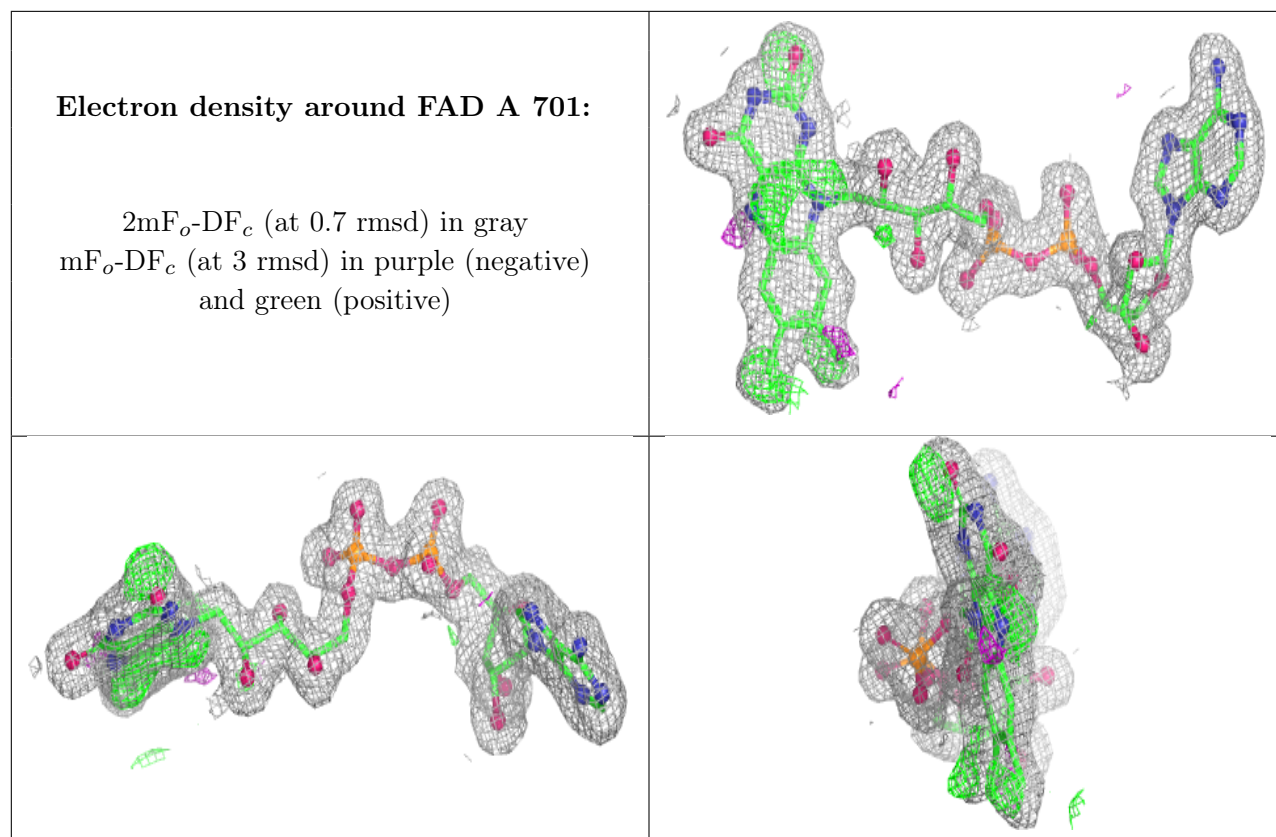 Electron density around FAD A 701:
2mFo-DFc (at 0.7 rmsd) in gray
mFo-DFc (at 3 rmsd) in purple (negative)
and green (positive)